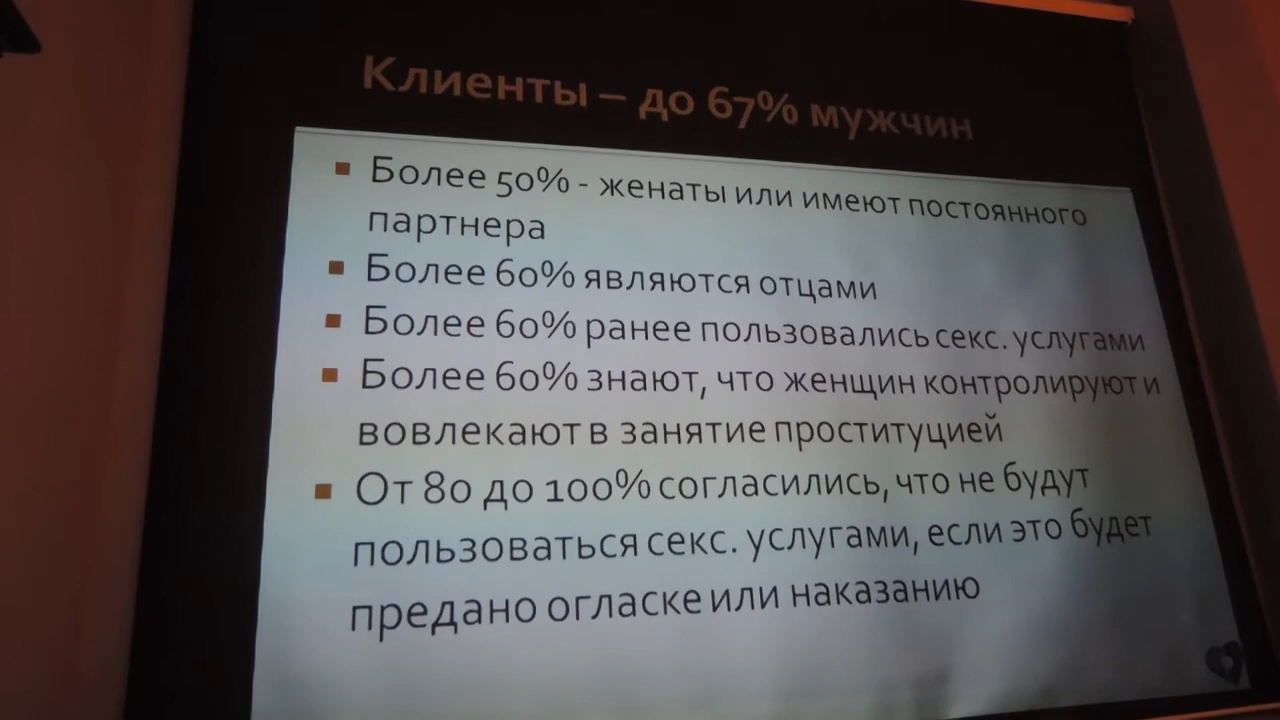 Клиенты – до 67% мужчин
▪ Более 50% - женаты или имеют постоянного
партнера
▪ Более 60% являются отцами
▪ Более 60% ранее пользовались секс. услугами
▪ Более 60% знают, что женщин контролируют и
вовлекают в занятие проституцией
▪ От 80 до 100% согласились, что не будут
пользоваться секс. услугами, если это будет
предано огласке или наказанию